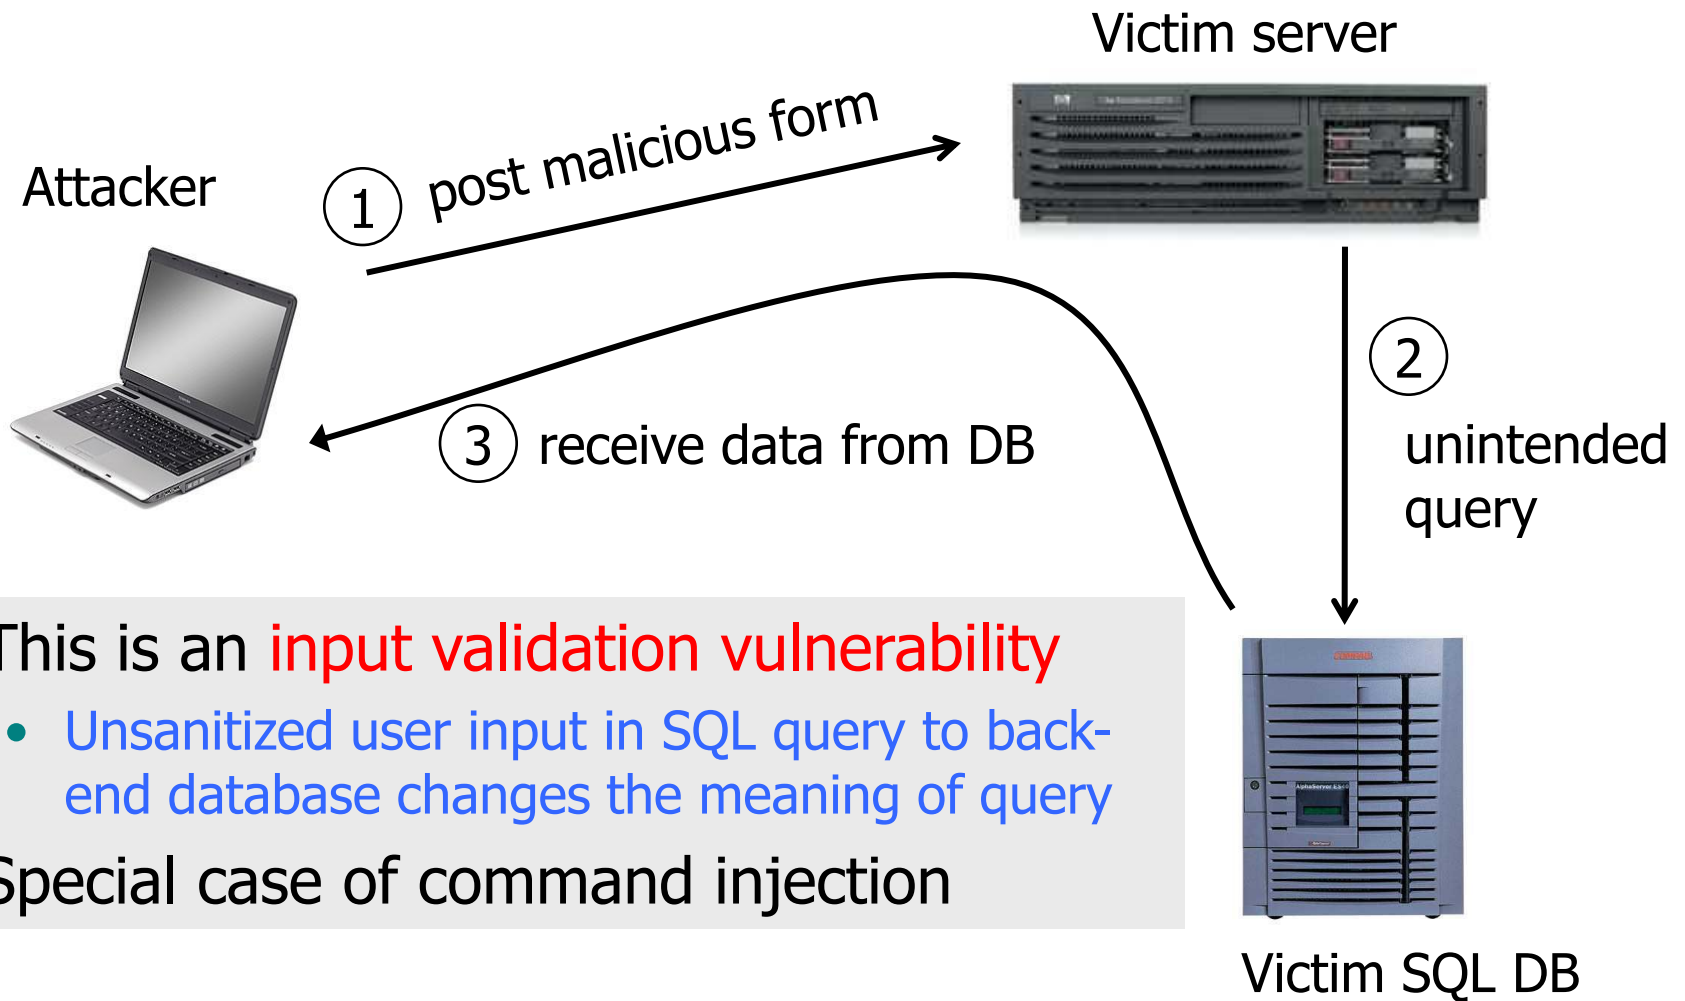 Victim server
Attacker
1 post malicious form
2
unintended
query
3 receive data from DB
This is an input validation vulnerability
• Unsanitized user input in SQL query to back-
end database changes the meaning of query
Special case of command injection
Victim SQL DB